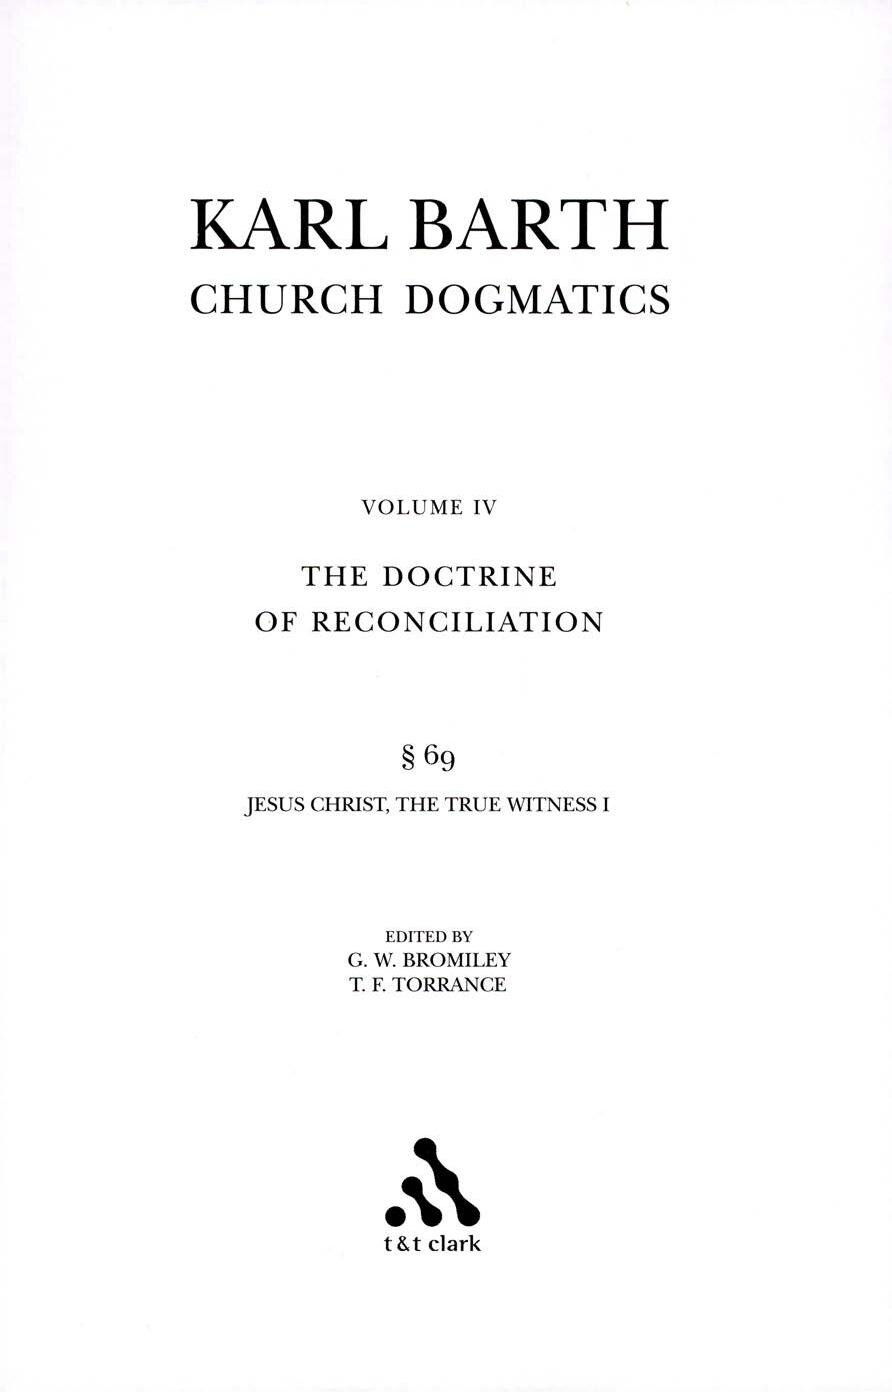 KARL BARTH
CHURCH DOGMATICS
VOLUME IV
THE DOCTRINE
OF RECONCILIATION
§ 69
JESUS CHRIST, THE TRUE WITNESS I
EDITED BY
G. W. BROMILEY
T. F. TORRANCE
t&t clark